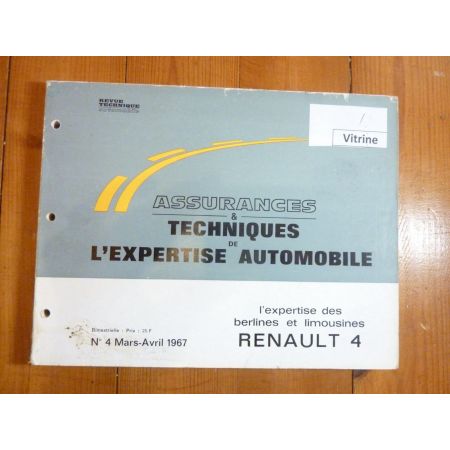 REVUE
TECHNIQUE
automobile
/
Vitrine
ASSURANCES
&
TECHNIQUES
DE
L'EXPERTISE AUTOMOBILE
l'expertise des
berlines et limousines
RENAULT 4
Bimestrielle : Prix : 25 F
N° 4 Mars-Avril 1967